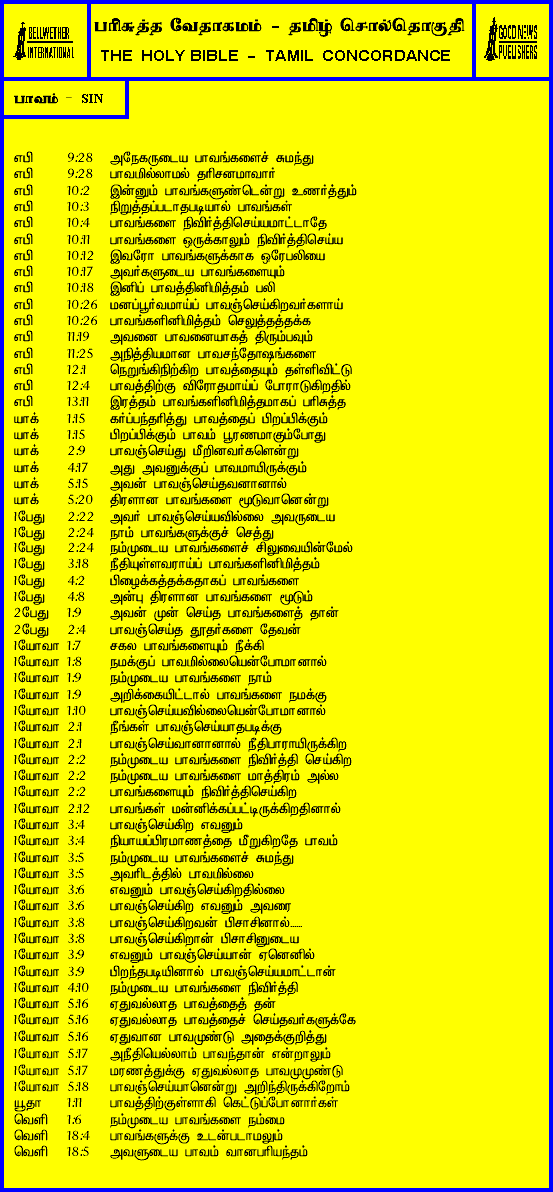 BELLWETHER
INTERNATIONAL
பரிசுத்த வேதாகமம் - தமிழ் சொல்தொகுதி
THE HOLY BIBLE - TAMIL CONCORDANCE
GOOD NEWS
PUBLISHERS
பாவம் - SIN
எபி 9:28 அநேகருடைய பாவங்களைச் சுமந்து
எபி 9:28 பாவமில்லாமல் தரிசனமாவார்
எபி 10:2 இன்னும் பாவங்களுண்டென்று உணர்த்தும்
எபி 10:3 நிறுத்தப்படாதபடியால் பாவங்கள்
எபி 10:4 பாவங்களை நிவிர்த்திசெய்யமாட்டாதே
எபி 10:11 பாவங்களை ஒருக்காலும் நிவிர்த்திசெய்ய
எபி 10:12 இவரோ பாவங்களுக்காக ஒரேபலியை
எபி 10:17 அவர்களுடைய பாவங்களையும்
எபி 10:18 இனிப் பாவத்தினிமித்தம் பலி
எபி 10:26 மனப்பூர்வமாய்ப் பாவஞ்செய்கிறவர்களாய்
எபி 10:26 பாவங்களினிமித்தம் செலுத்தத்தக்க
எபி 11:19 அவனை பாவனையாகத் திரும்பவும்
எபி 11:25 அநித்தியமான பாவசந்தோஷங்களை
எபி 12:1 நெறுங்கிநிற்கிற பாவத்தையும் தள்ளிவிட்டு
எபி 12:4 பாவத்திற்கு விரோதமாய்ப் போராடுகிறதில்
எபி 13:11 இரத்தம் பாவங்களினிமித்தமாகப் பரிசுத்த
யாக் 1:15 கர்ப்பந்தரித்து பாவத்தைப் பிறப்பிக்கும்
யாக் 1:15 பிறப்பிக்கும் பாவம் பூரணமாகும்போது
யாக் 2:9 பாவஞ்செய்து மீறினவர்களென்று
யாக் 4:17 அது அவனுக்குப் பாவமாயிருக்கும்
யாக் 5:15 அவன் பாவஞ்செய்தவனானால்
யாக் 5:20 திரளான பாவங்களை மூடுவானென்று
1பேது 2:22 அவர் பாவஞ்செய்யவில்லை அவருடைய
1பேது 2:24 நாம் பாவங்களுக்குச் செத்து
1பேது 2:24 நம்முடைய பாவங்களைச் சிலுவையின்மேல்
1பேது 3:18 நீதியுள்ளவராய்ப் பாவங்களினிமித்தம்
1பேது 4:2 பிழைக்கத்தக்கதாகப் பாவங்களை
1பேது 4:8 அன்பு திரளான பாவங்களை மூடும்
2பேது 1:9 அவன் முன் செய்த பாவங்களைத் தான்
2பேது 2:4 பாவஞ்செய்த தூதர்களை தேவன்
1யோவா 1:7 சகல பாவங்களையும் நீக்கி
1யோவா 1:8 நமக்குப் பாவமில்லையென்போமானால்
1யோவா 1:9 நம்முடைய பாவங்களை நாம்
1யோவா 1:9 அறிக்கையிட்டால் பாவங்களை நமக்கு
1யோவா 1:10 பாவஞ்செய்யவில்லையென்போமானால்
1யோவா 2:1 நீங்கள் பாவஞ்செய்யாதபடிக்கு
1யோவா 2:1 பாவஞ்செய்வானானால் நீதிபாராயிருக்கிற
1யோவா 2:2 நம்முடைய பாவங்களை நிவிர்த்தி செய்கிற
1யோவா 2:2 நம்முடைய பாவங்களை மாத்திரம் அல்ல
1யோவா 2:2 பாவங்களையும் நிவிர்த்திசெய்கிற
1யோவா 2:12 பாவங்கள் மன்னிக்கப்பட்டிருக்கிறதினால்
1யோவா 3:4 பாவஞ்செய்கிற எவனும்
1யோவா 3:4 நியாயப்பிரமாணத்தை மீறுகிறதே பாவம்
1யோவா 3:5 நம்முடைய பாவங்களைச் சுமந்து
1யோவா 3:5 அவரிடத்தில் பாவமில்லை
1யோவா 3:6 எவனும் பாவஞ்செய்கிறதில்லை
1யோவா 3:6 பாவஞ்செய்கிற எவனும் அவரை
1யோவா 3:8 பாவஞ்செய்கிறவன் பிசாசினால்......
1யோவா 3:8 பாவஞ்செய்கிறான் பிசாசினுடைய
1யோவா 3:9 எவனும் பாவஞ்செய்யான் ஏனெனில்
1யோவா 3:9 பிறந்தபடியினால் பாவஞ்செய்யமாட்டான்
1யோவா 4:10 நம்முடைய பாவங்களை நிவிர்த்தி
1யோவா 5:16 ஏதுவல்லாத பாவத்தைத் தன்
1யோவா 5:16 ஏதுவல்லாத பாவத்தைச் செய்தவர்களுக்கே
1யோவா 5:16 ஏதுவான பாவமுண்டு அதைக்குறித்து
1யோவா 5:17 அநீதியெல்லாம் பாவந்தான் என்றாலும்
1யோவா 5:17 மரணத்துக்கு ஏதுவல்லாத பாவமுமுண்டு
1யோவா 5:18 பாவஞ்செய்யானென்று அறிந்திருக்கிறோம்
யூதா 1:11 பாவத்திற்குள்ளாகி கெட்டுப்போனார்கள்
வெளி 1:6 நம்முடைய பாவங்களை நம்மை
வெளி 18:4 பாவங்களுக்கு உடன்படாமலும்
வெளி 18:5 அவளுடைய பாவம் வானபரியந்தம்